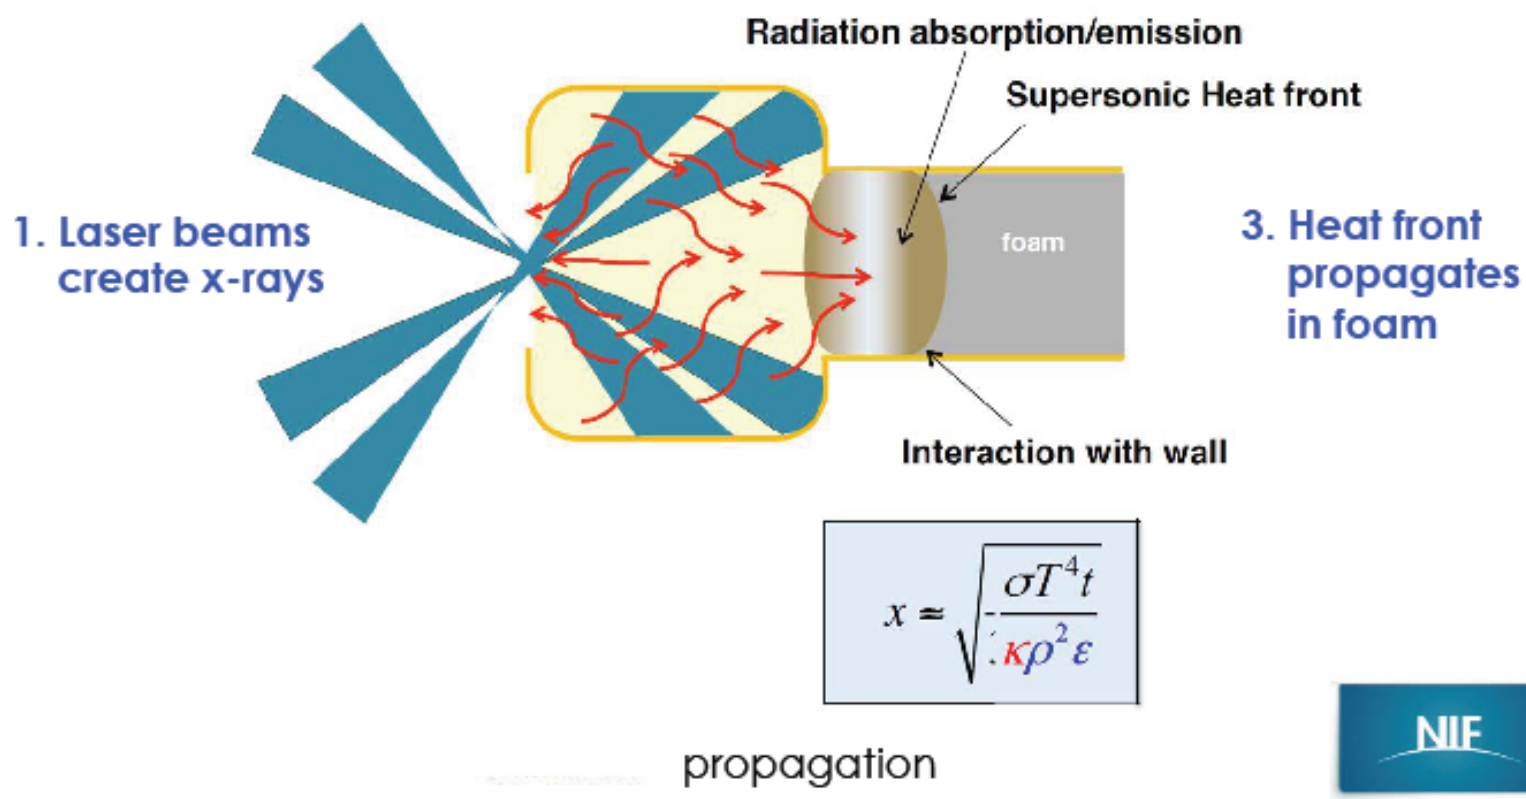 Radiation absorption/emission
Supersonic Heat front
1. Laser beams
create x-rays
foam
3. Heat front
propagates
in foam
Interaction with wall
x ≈ √(σT⁴t / κρ²ε)
propagation
NIF